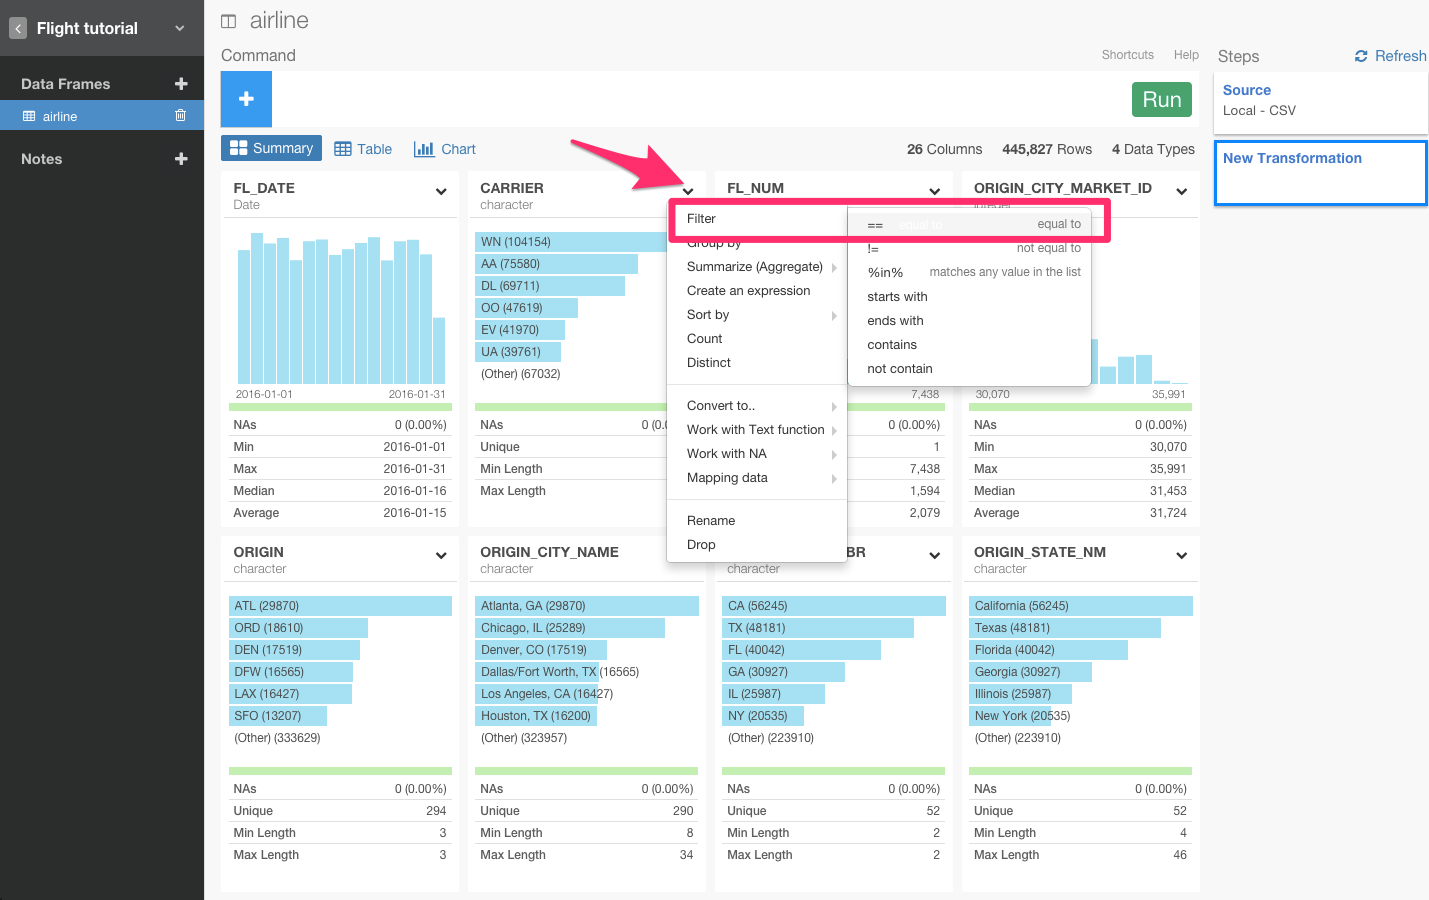 Flight tutorial
Data Frames
airline
Notes
airline
Command
Shortcuts Help
Run
Summary Table Chart
26 Columns 445,827 Rows 4 Data Types
Steps Refresh
Source
Local - CSV
New Transformation
FL_DATE
Date
2016-01-01 2016-01-31
NAs 0 (0.00%)
Min 2016-01-01
Max 2016-01-31
Median 2016-01-16
Average 2016-01-15
CARRIER
character
WN (104154)
AA (75580)
DL (69711)
OO (47619)
EV (41970)
UA (39761)
(Other) (67032)
NAs 0 (0.0
Unique
Min Length
Max Length
Filter
Group by
Summarize (Aggregate)
Create an expression
Sort by
Count
Distinct
Convert to..
Work with Text function
Work with NA
Mapping data
Rename
Drop
== equal to equal to
!= not equal to
%in% matches any value in the list
starts with
ends with
contains
not contain
FL_NUM
7,438
0 (0.00%)
1
7,438
1,594
2,079
ORIGIN_CITY_MARKET_ID
integer
30,070 35,991
NAs 0 (0.00%)
Min 30,070
Max 35,991
Median 31,453
Average 31,724
ORIGIN
character
ATL (29870)
ORD (18610)
DEN (17519)
DFW (16565)
LAX (16427)
SFO (13207)
(Other) (333629)
NAs 0 (0.00%)
Unique 294
Min Length 3
Max Length 3
ORIGIN_CITY_NAME
character
Atlanta, GA (29870)
Chicago, IL (25289)
Denver, CO (17519)
Dallas/Fort Worth, TX (16565)
Los Angeles, CA (16427)
Houston, TX (16200)
(Other) (323957)
NAs 0 (0.00%)
Unique 290
Min Length 8
Max Length 34
BR
character
CA (56245)
TX (48181)
FL (40042)
GA (30927)
IL (25987)
NY (20535)
(Other) (223910)
NAs 0 (0.00%)
Unique 52
Min Length 2
Max Length 2
ORIGIN_STATE_NM
character
California (56245)
Texas (48181)
Florida (40042)
Georgia (30927)
Illinois (25987)
New York (20535)
(Other) (223910)
NAs 0 (0.00%)
Unique 52
Min Length 4
Max Length 46